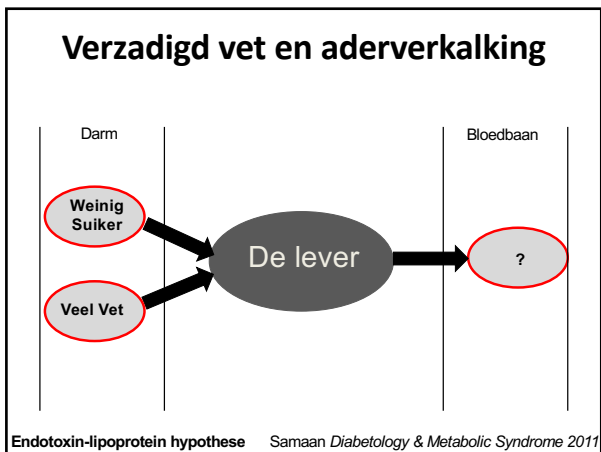 Verzadigd vet en aderverkalking
Darm
Bloedbaan
Weinig
Suiker
De lever
?
Veel Vet
Endotoxin-lipoprotein hypothese Samaan Diabetology & Metabolic Syndrome 2011